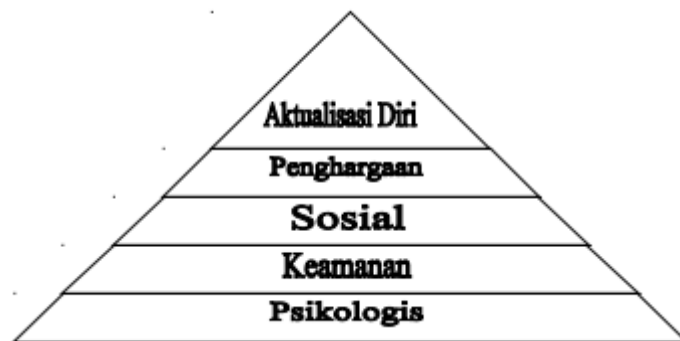 Aktualisasi Diri
Penghargaan
Sosial
Keamanan
Psikologis